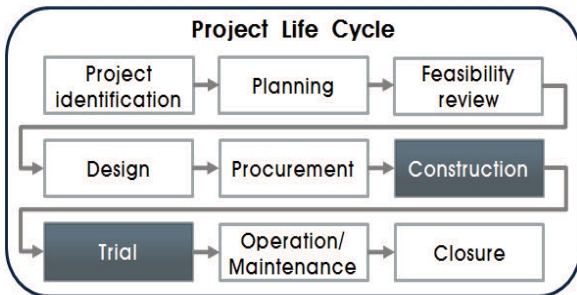 Project Life Cycle
Project
identification
Planning
Feasibility
review
Design
Procurement
Construction
Trial
Operation/
Maintenance
Closure